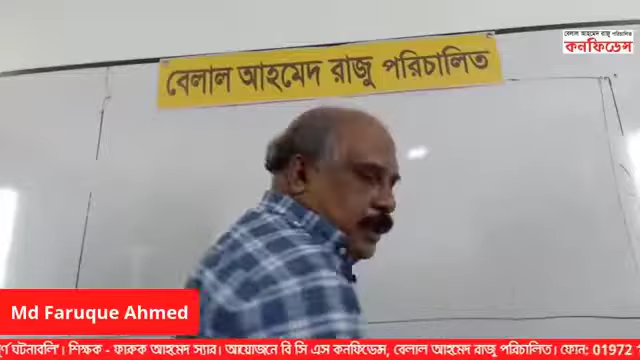 বেলাল আহমেদ রাজু পরিচালিত
কনফিডেন্স
বেলাল আহমেদ রাজু পরিচালিত
Md Faruque Ahmed
ঘটনাবলি'। শিক্ষক - ফারুক আহমেদ স্যার। আয়োজনে বি সি এস কনফিডেন্স, বেলাল আহমেদ রাজু পরিচালিত। ফোন: 01972